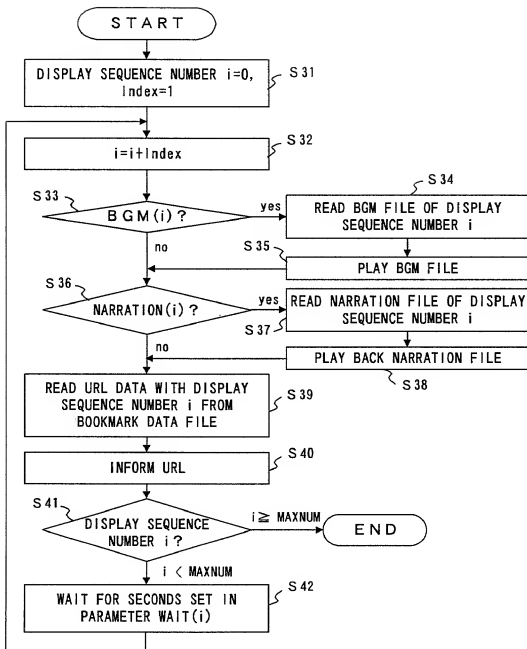 START
DISPLAY SEQUENCE NUMBER i=0,
Index=1
S31
i=i+Index
S32
S33
BGM(i)?
yes
no
S34
READ BGM FILE OF DISPLAY
SEQUENCE NUMBER i
S35
PLAY BGM FILE
S36
NARRATION(i)?
yes
no
READ NARRATION FILE OF DISPLAY
SEQUENCE NUMBER i
S37
PLAY BACK NARRATION FILE
S38
READ URL DATA WITH DISPLAY
SEQUENCE NUMBER i FROM
BOOKMARK DATA FILE
S39
INFORM URL
S40
S41
DISPLAY SEQUENCE
NUMBER i?
i≧ MAXNUM
END
i < MAXNUM
WAIT FOR SECONDS SET IN
PARAMETER WAIT(i)
S42